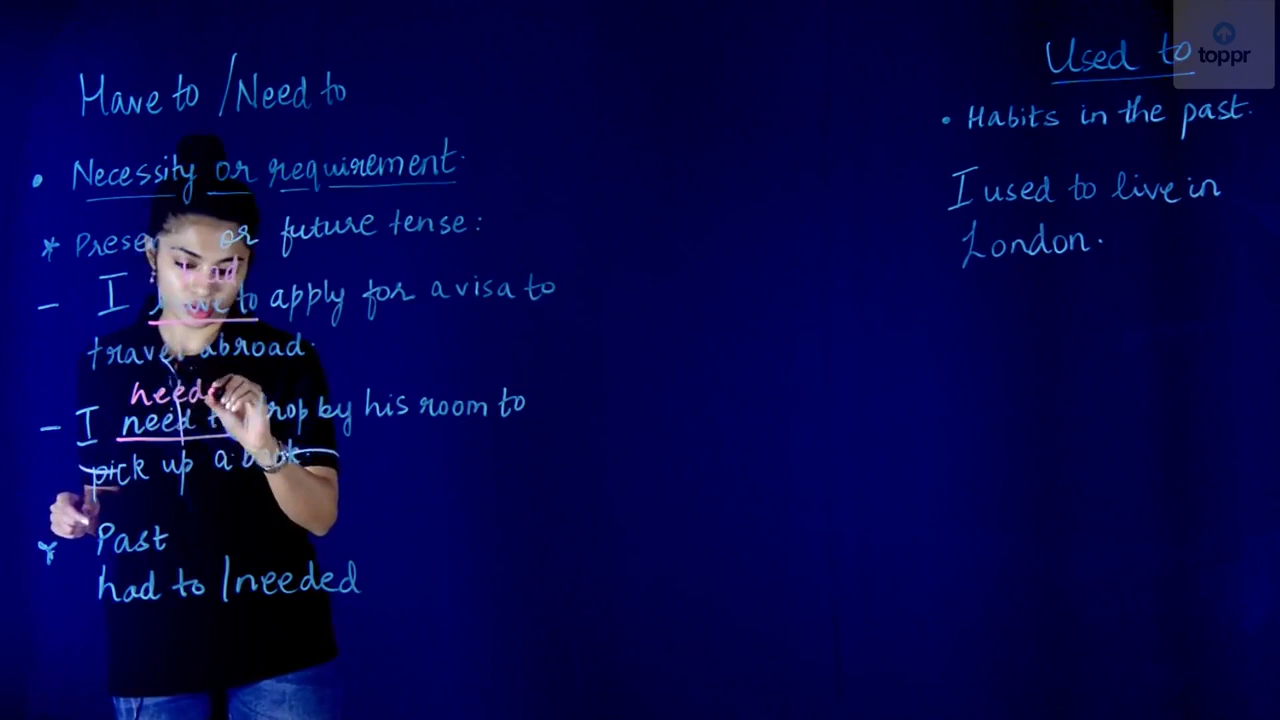 Have to / Need to
• Necessity or requirement.
* Present or future tense:
had
– I have to apply for a visa to
travel abroad.
need
– I need to drop by his room to
pick up a book.
* Past
had to / needed
Used to
• Habits in the past.
I used to live in
London.
toppr